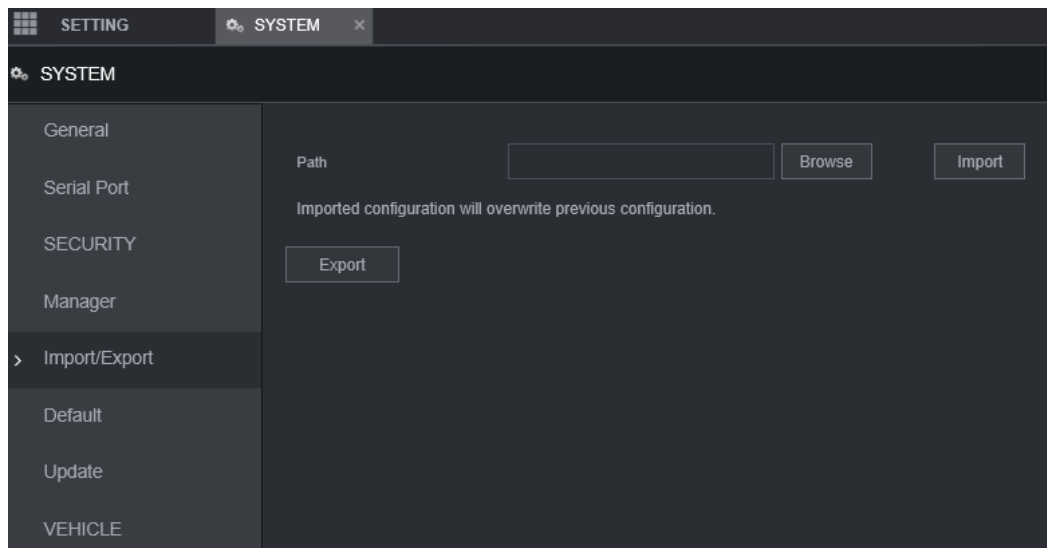 SETTING
SYSTEM ×
SYSTEM
General
Serial Port
SECURITY
Manager
Import/Export
Default
Update
VEHICLE
Path
Browse
Import
Imported configuration will overwrite previous configuration.
Export